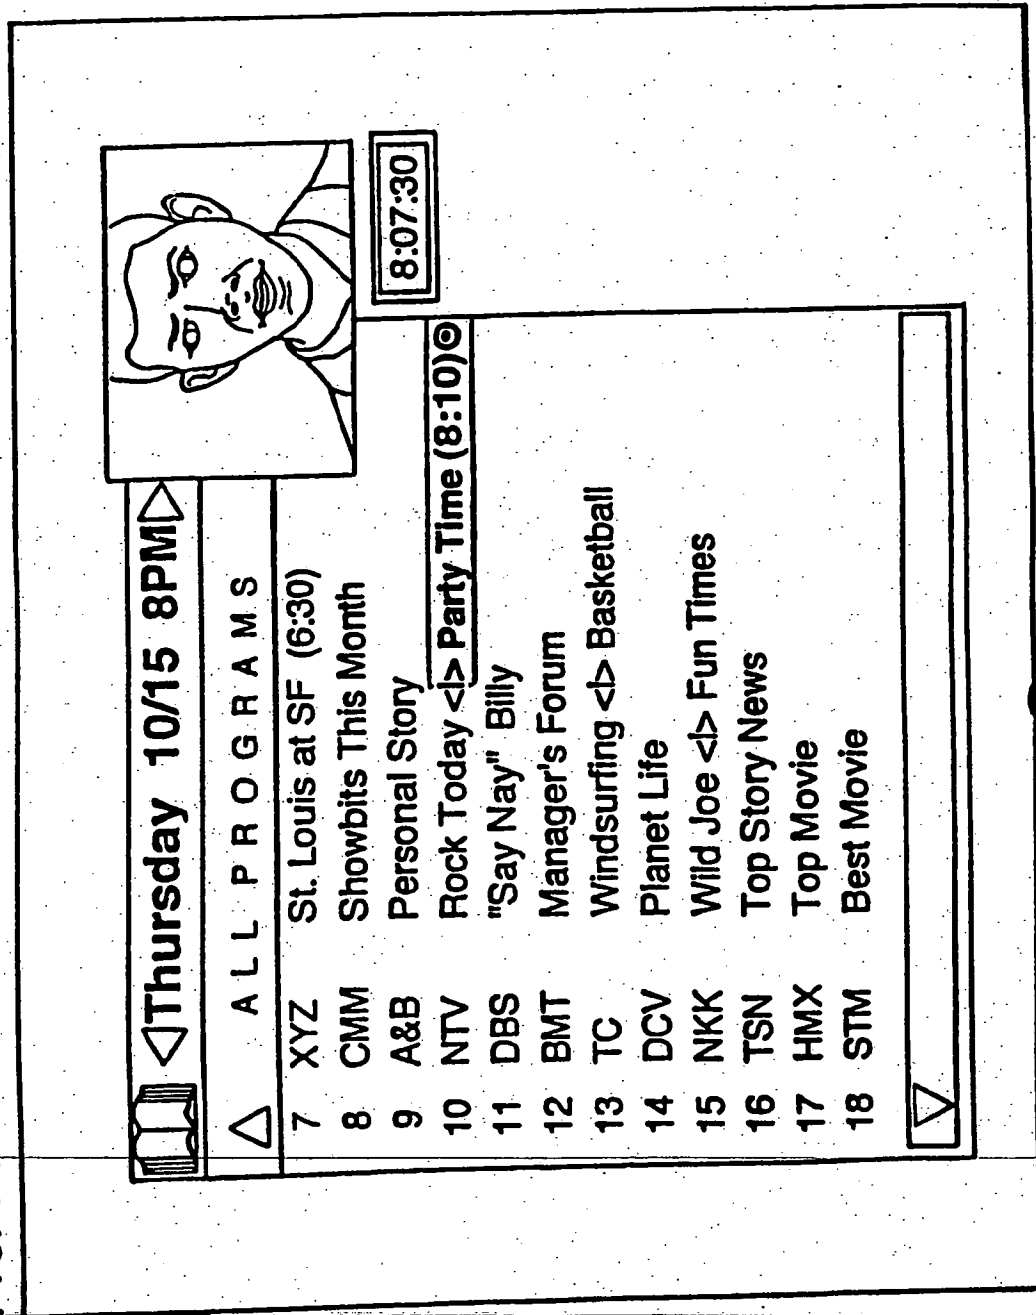 Thursday 10/15 8PM
ALL PROGRAMS
8:07:30
7 XYZ St. Louis at SF (6:30)
8 CMM Showbits This Month
9 A&B Personal Story
10 NTV Rock Today <|> Party Time (8:10)
11 DBS "Say Nay" Billy
12 BMT Manager's Forum
13 TC Windsurfing <|> Basketball
14 DCV Planet Life
15 NKK Wild Joe <|> Fun Times
16 TSN Top Story News
17 HMX Top Movie
18 STM Best Movie